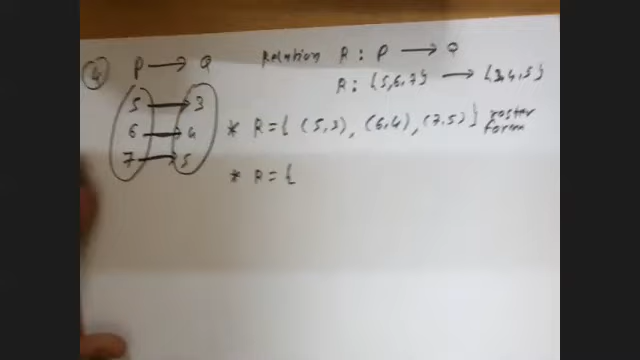 4 P → Q Relation R : P → Q
R : {5,6,7} → {3,4,5}
5 → 3
6 → 4 * R = { (5,3), (6,4), (7,5) } roster form
7 → 5
* R = {